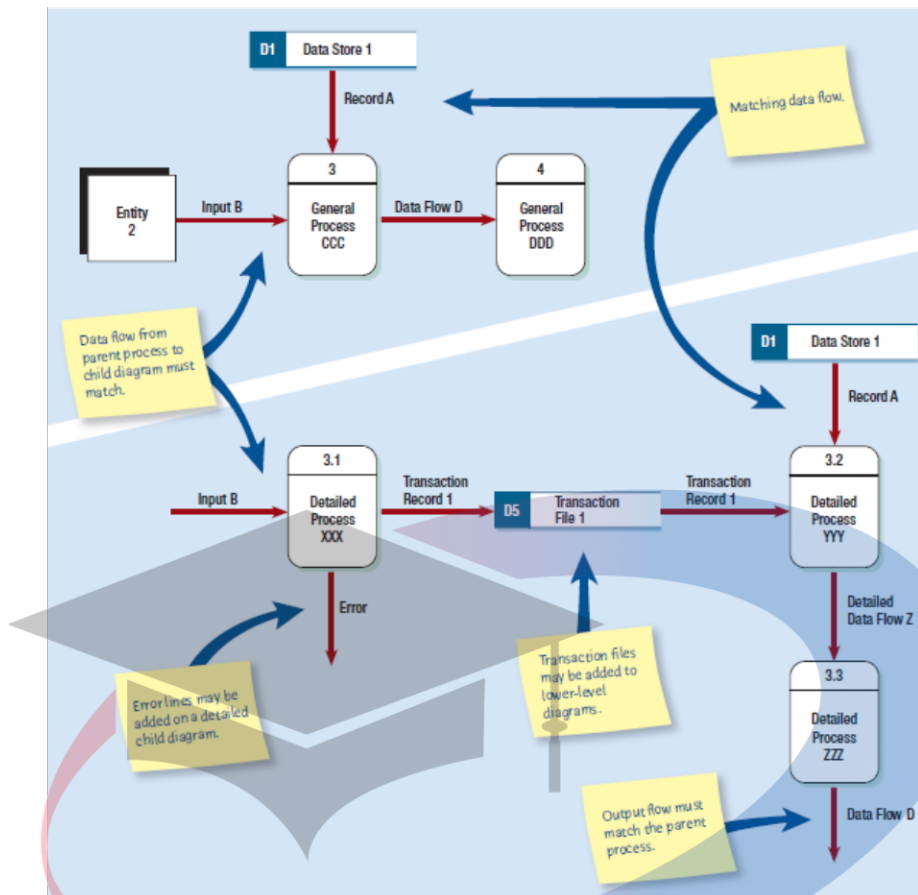 D1 Data Store 1
Record A
Matching data flow.
3
General
Process
CCC
4
General
Process
DDD
Entity
2
Input B
Data Flow D
Data flow from
parent process to
child diagram must
match.
D1 Data Store 1
Record A
3.1
Detailed
Process
XXX
Input B
Transaction
Record 1
D5 Transaction
File 1
Transaction
Record 1
3.2
Detailed
Process
YYY
Error
Detailed
Data Flow Z
Error lines may be
added on a detailed
child diagram.
Transaction files
may be added to
lower-level
diagrams.
3.3
Detailed
Process
ZZZ
Output flow must
match the parent
process.
Data Flow D